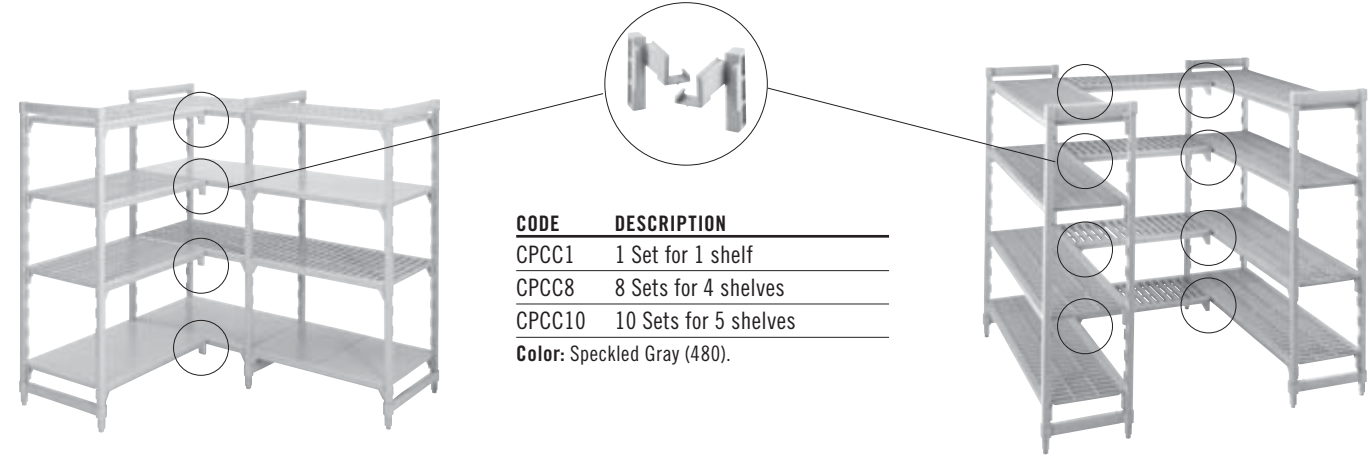 CODE DESCRIPTION
CPCC1 1 Set for 1 shelf
CPCC8 8 Sets for 4 shelves
CPCC10 10 Sets for 5 shelves
Color: Speckled Gray (480).